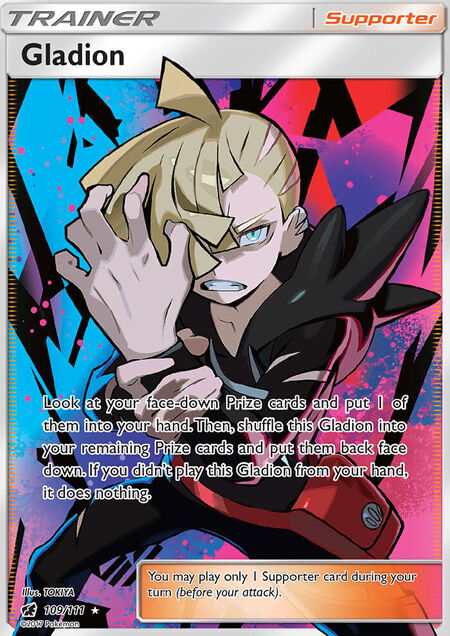 TRAINER Supporter
Gladion
Look at your face-down Prize cards and put 1 of
them into your hand. Then, shuffle this Gladion into
your remaining Prize cards and put them back face
down. If you didn't play this Gladion from your hand,
it does nothing.
Illus. TOKIYA
109/111 ★
©2017 Pokémon
You may play only 1 Supporter card during your
turn (before your attack).